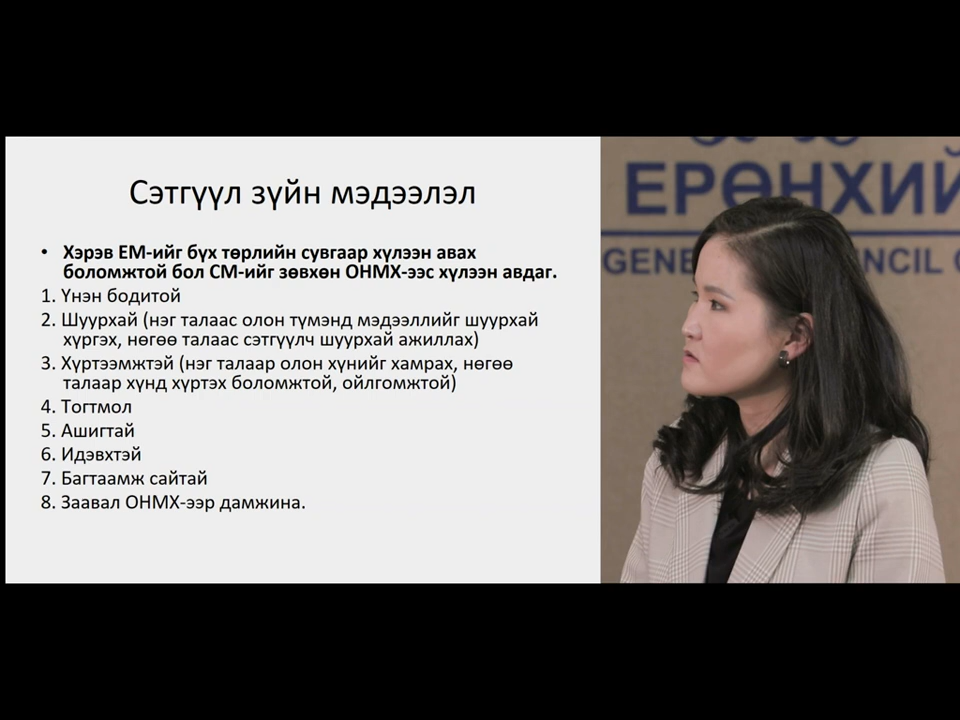 Сэтгүүл зүйн мэдээлэл
• Хэрэв ЕМ-ийг бүх төрлийн сувгаар хүлээн авах
боломжтой бол СМ-ийг зөвхөн ОНМХ-ээс хүлээн авдаг.
1. Үнэн бодитой
2. Шуурхай (нэг талаас олон түмэнд мэдээллийг шуурхай
хүргэх, нөгөө талаас сэтгүүлч шуурхай ажиллах)
3. Хүртээмжтэй (нэг талаар олон хүнийг хамрах, нөгөө
талаар хүнд хүртэх боломжтой, ойлгомжтой)
4. Тогтмол
5. Ашигтай
6. Идэвхтэй
7. Багтаамж сайтай
8. Заавал ОНМХ-ээр дамжина.
ЕРӨНХИЙ